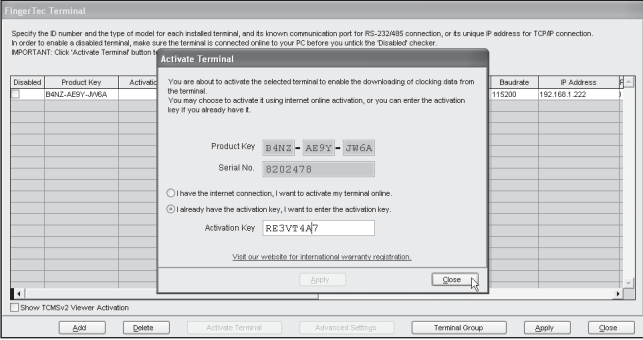 FingerTec Terminal
Specify the ID number and the type of model for each installed terminal, and its known communication port for RS-232/485 connection, or its unique IP address for TCP/IP connection.
In order to enable a disabled terminal, make sure the terminal is connected online to your PC before you untick the 'Disabled' checker.
IMPORTANT: Click 'Activate Terminal' button t
Activate Terminal
Disabled Product Key Activatio Baudrate IP Address
B4NZ-AE9Y-JW6A 115200 192.168.1.222
You are about to activate the selected terminal to enable the downloading of clocking data from
the terminal.
You may choose to activate it using internet online activation, or you can enter the activation
key if you already have it.
Product Key B4NZ - AE9Y - JW6A
Serial No. 8202478
I have the internet connection, I want to activate my terminal online.
I already have the activation key, I want to enter the activation key.
Activation Key RE3VT4A7
Visit our website for international warranty registration.
Apply Close
Show TCMSv2 Viewer Activation
Add Delete Activate Terminal Advanced Settings Terminal Group Apply Close